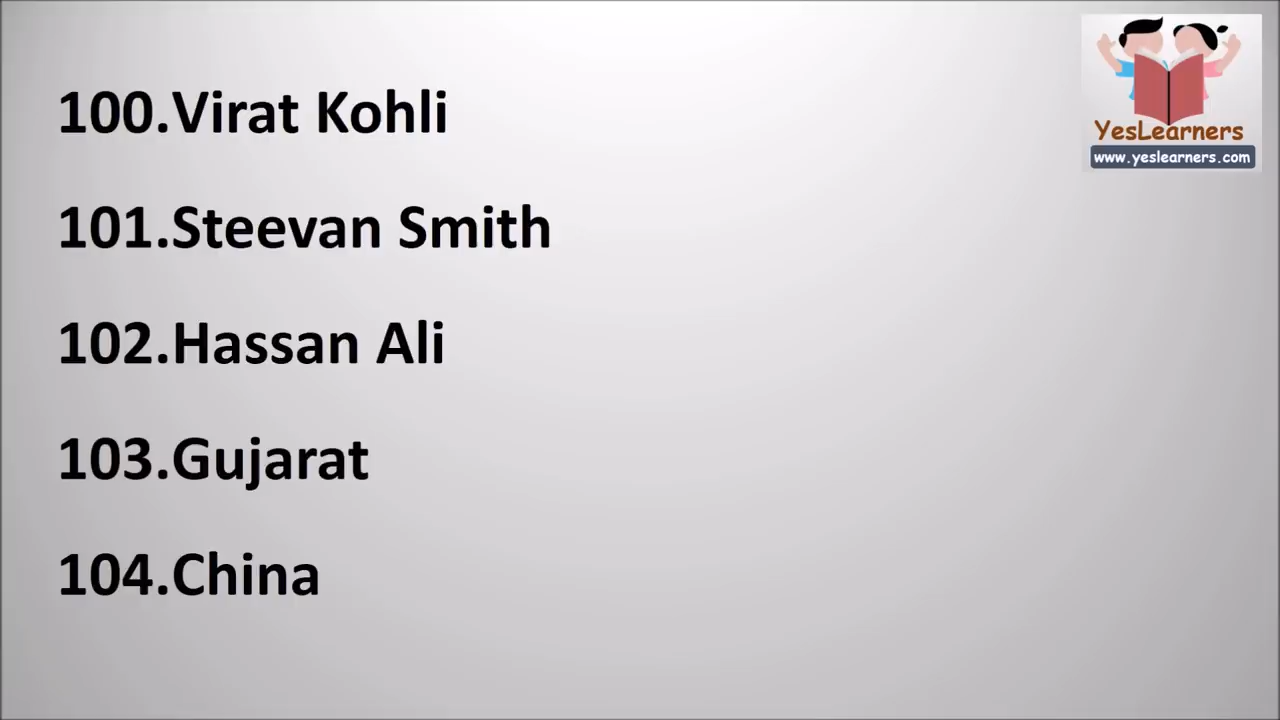 100.Virat Kohli
101.Steevan Smith
102.Hassan Ali
103.Gujarat
104.China
YesLearners
www.yeslearners.com